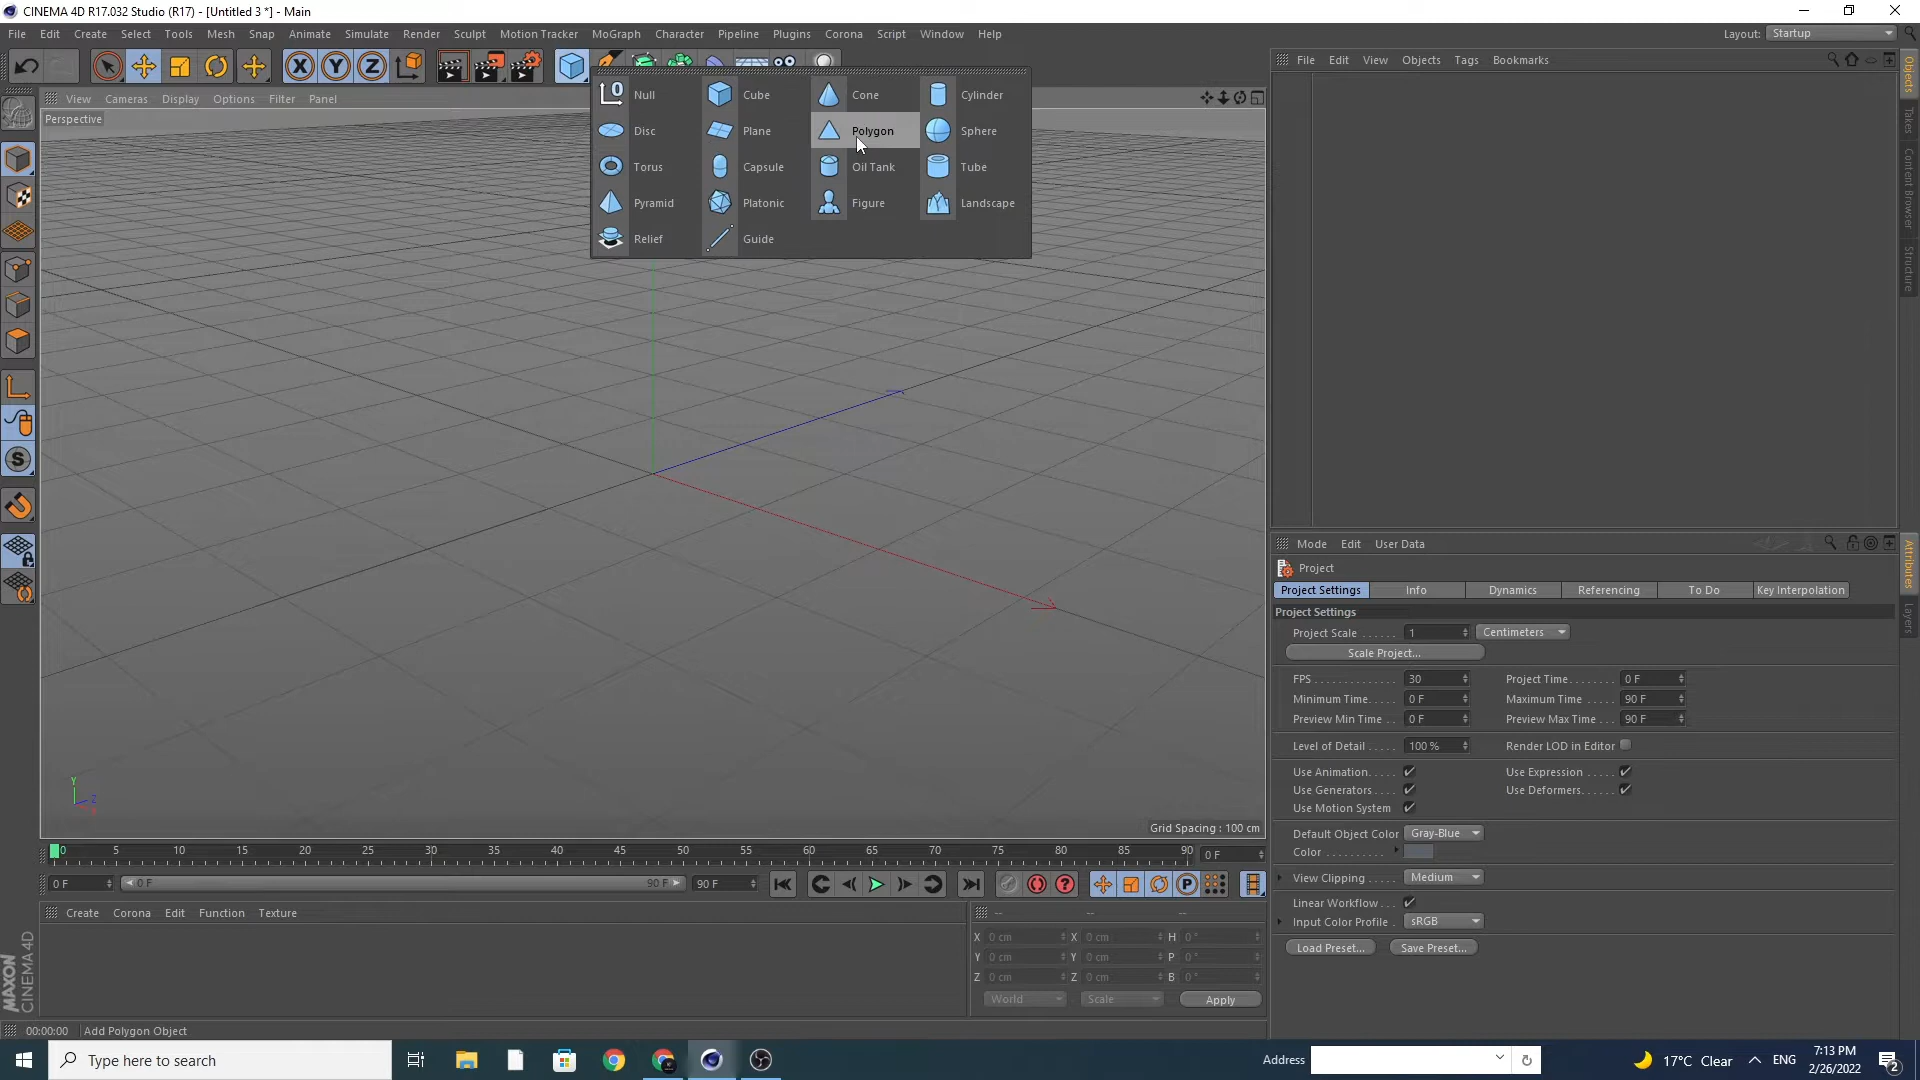 CINEMA 4D R17.032 Studio (R17) - [Untitled 3 *] - Main
File Edit Create Select Tools Mesh Snap Animate Simulate Render Sculpt Motion Tracker MoGraph Character Pipeline Plugins Corona Script Window Help
Layout: Startup
File Edit View Objects Tags Bookmarks
View Cameras Display Options Filter Panel
Perspective
Null Cube Cone Cylinder
Disc Plane Polygon Sphere
Torus Capsule Oil Tank Tube
Pyramid Platonic Figure Landscape
Relief Guide
Objects
Takes
Content Browser
Structure
Mode Edit User Data
Project
Project Settings Info Dynamics Referencing To Do Key Interpolation
Project Settings
Project Scale 1 Centimeters
Scale Project...
FPS 30 Project Time 0 F
Minimum Time 0 F Maximum Time 90 F
Preview Min Time 0 F Preview Max Time 90 F
Level of Detail 100 % Render LOD in Editor
Use Animation Use Expression
Use Generators Use Deformers
Use Motion System
Default Object Color Gray-Blue
Color
View Clipping Medium
Linear Workflow
Input Color Profile sRGB
Load Preset... Save Preset...
Attributes
Layers
Y
Z
X
Grid Spacing : 100 cm
0 5 10 15 20 25 30 35 40 45 50 55 60 65 70 75 80 85 90 0 F
0 F 0 F 90 F 90 F
Create Corona Edit Function Texture
-- -- --
X 0 cm X 0 cm H 0 °
Y 0 cm Y 0 cm P 0 °
Z 0 cm Z 0 cm B 0 °
World Scale Apply
MAXON
CINEMA 4D
00:00:00 Add Polygon Object
Type here to search
Address
17°C Clear
ENG
7:13 PM
2/26/2022
2